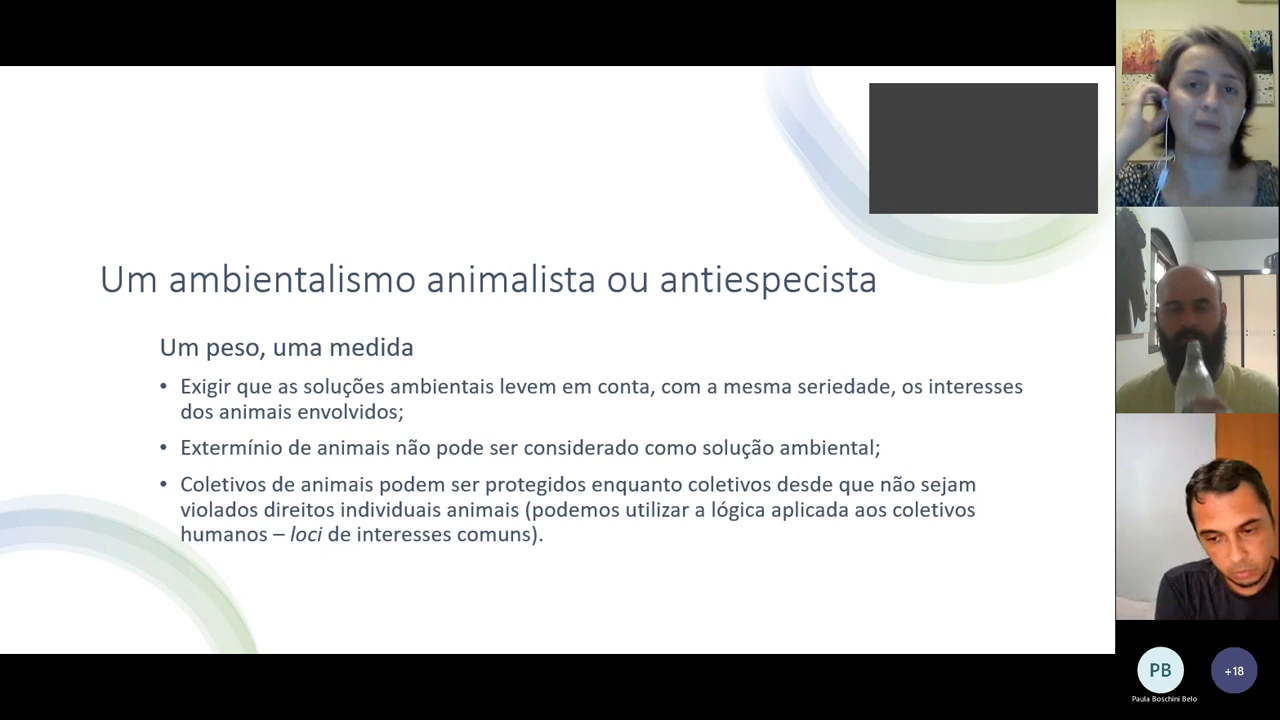 Um ambientalismo animalista ou antiespecista
Um peso, uma medida
• Exigir que as soluções ambientais levem em conta, com a mesma seriedade, os interesses
dos animais envolvidos;
• Extermínio de animais não pode ser considerado como solução ambiental;
• Coletivos de animais podem ser protegidos enquanto coletivos desde que não sejam
violados direitos individuais animais (podemos utilizar a lógica aplicada aos coletivos
humanos – loci de interesses comuns).
PB
+18
Paula Boschini Belo